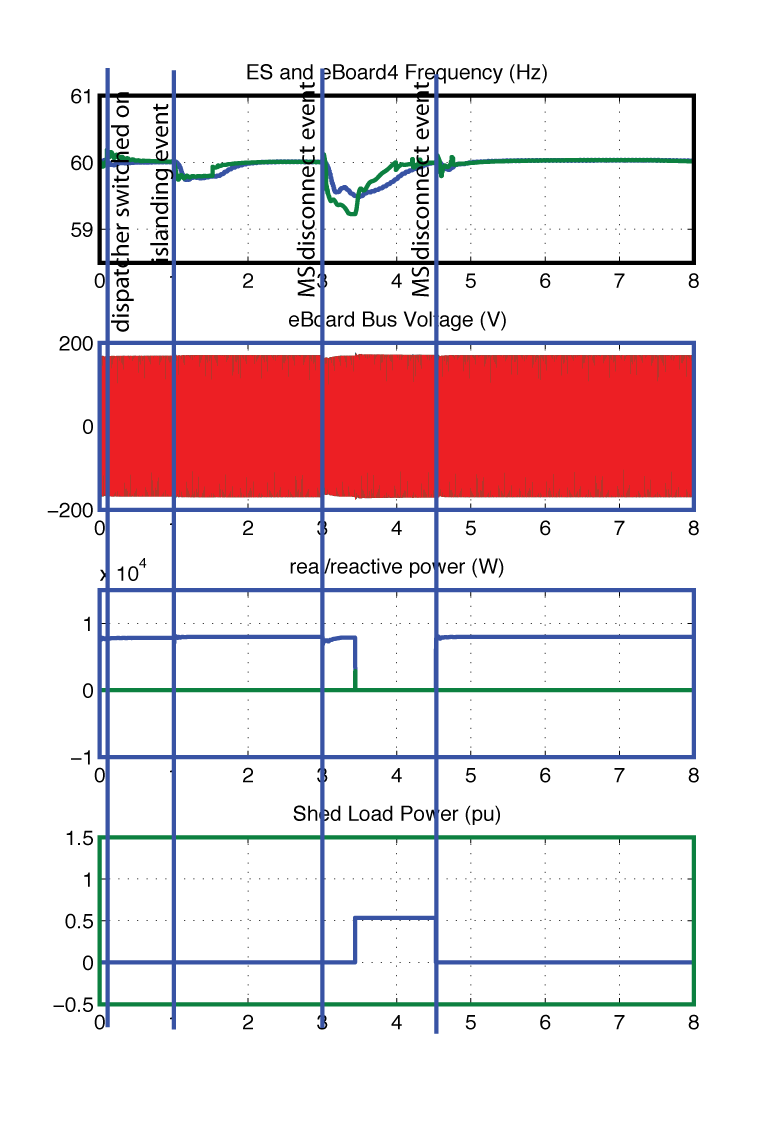 ES and eBoard4 Frequency (Hz)
61
60
59
0 2 3 4 5 6 7 8
dispatcher switched on
islanding event
MS disconnect event
MS disconnect event
eBoard Bus Voltage (V)
200
0
−200
0 1 2 3 4 5 6 7 8
real/reactive power (W)
x 10^4
1
0
−1
0 1 2 3 4 5 6 7 8
Shed Load Power (pu)
1.5
1
0.5
0
−0.5
0 1 2 3 4 5 6 7 8